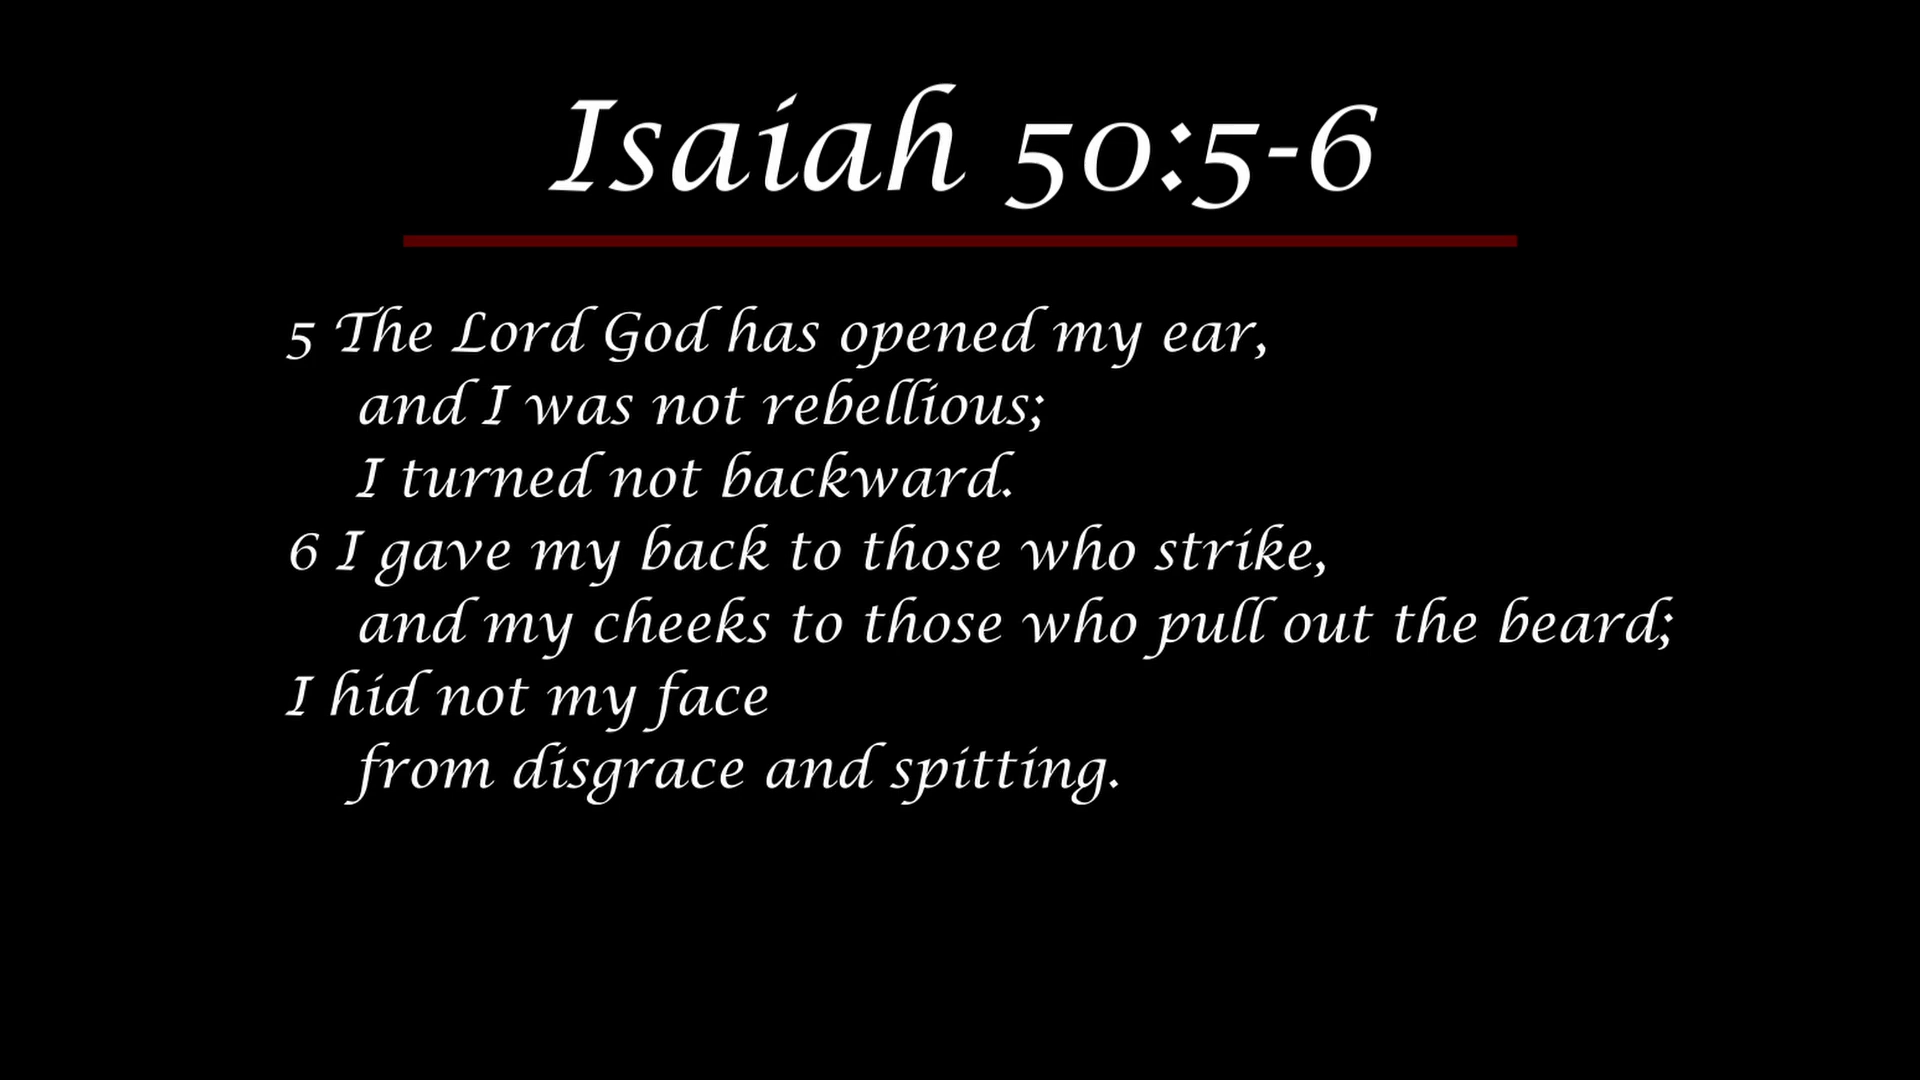 Isaiah 50:5-6
5 The Lord God has opened my ear,
and I was not rebellious;
I turned not backward.
6 I gave my back to those who strike,
and my cheeks to those who pull out the beard;
I hid not my face
from disgrace and spitting.